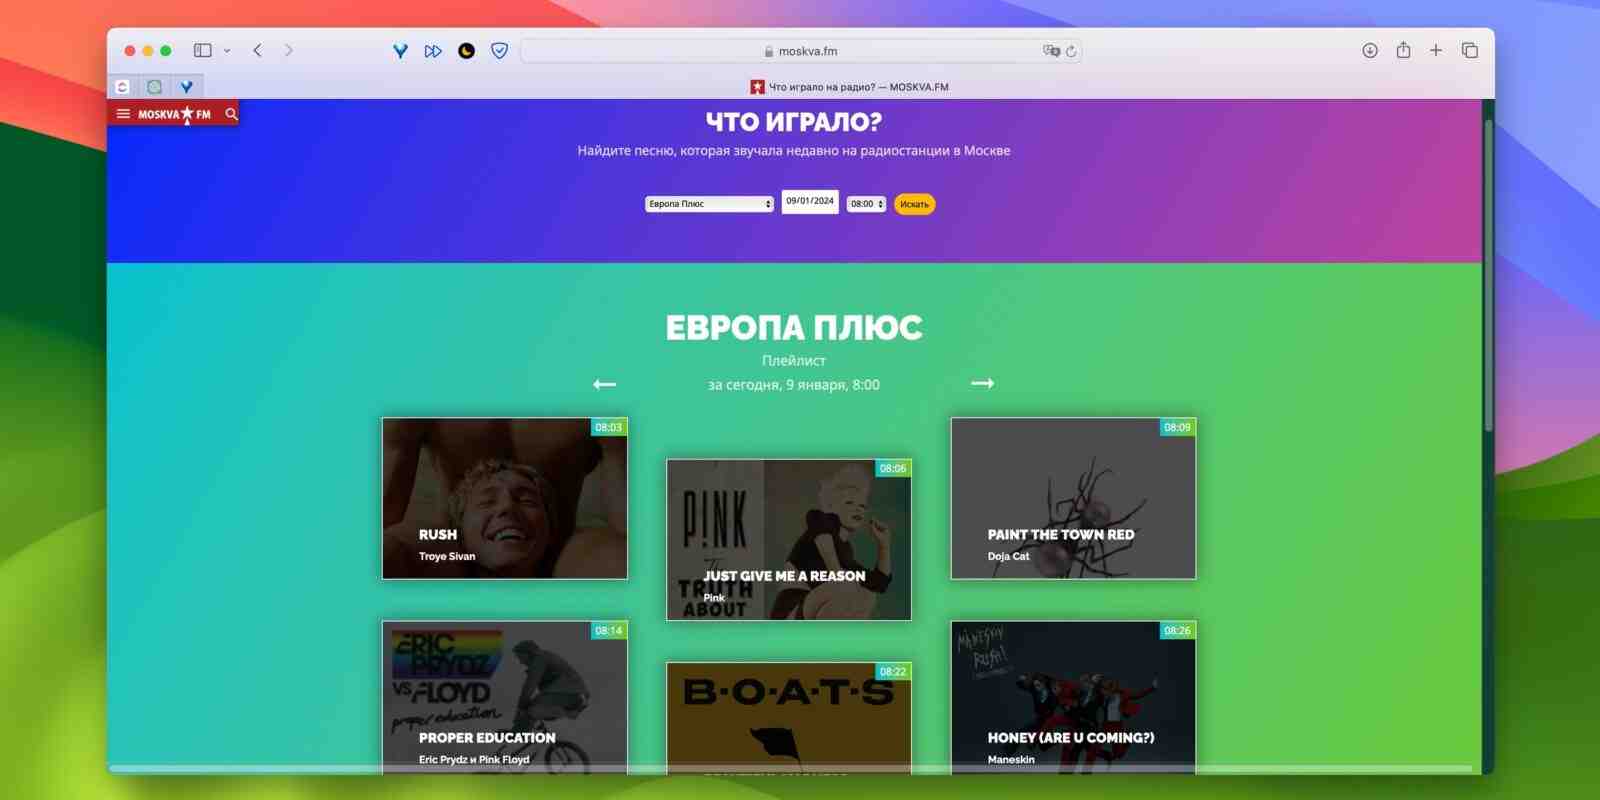 moskva.fm
Что играло на радио? — MOSKVA.FM
MOSKVA FM
ЧТО ИГРАЛО?
Найдите песню, которая звучала недавно на радиостанции в Москве
Европа Плюс
09/01/2024
08:00
Искать
ЕВРОПА ПЛЮС
Плейлист
за сегодня, 9 января, 8:00
08:03
RUSH
Troye Sivan
08:06
P!NK
THE
TRUTH
ABOUT
JUST GIVE ME A REASON
Pink
08:09
PAINT THE TOWN RED
Doja Cat
08:14
ERIC
PRYDZ
VS FLOYD
proper education
PROPER EDUCATION
Eric Prydz и Pink Floyd
08:22
B·O·A·T·S
08:26
MÅNESKIN
RUSH!
HONEY (ARE U COMING?)
Maneskin